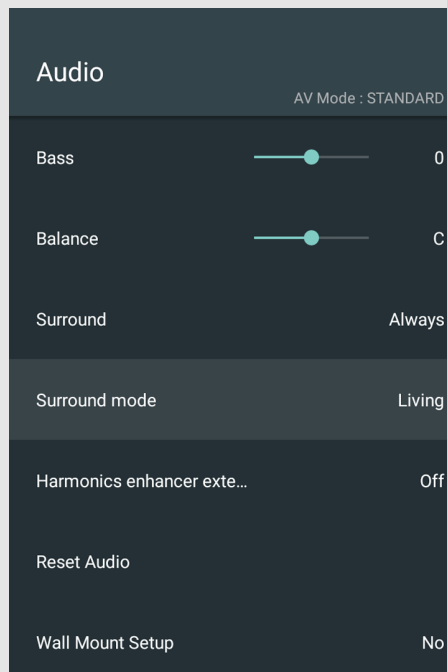 Audio
AV Mode : STANDARD
Bass 0
Balance C
Surround Always
Surround mode Living
Harmonics enhancer exte... Off
Reset Audio
Wall Mount Setup No